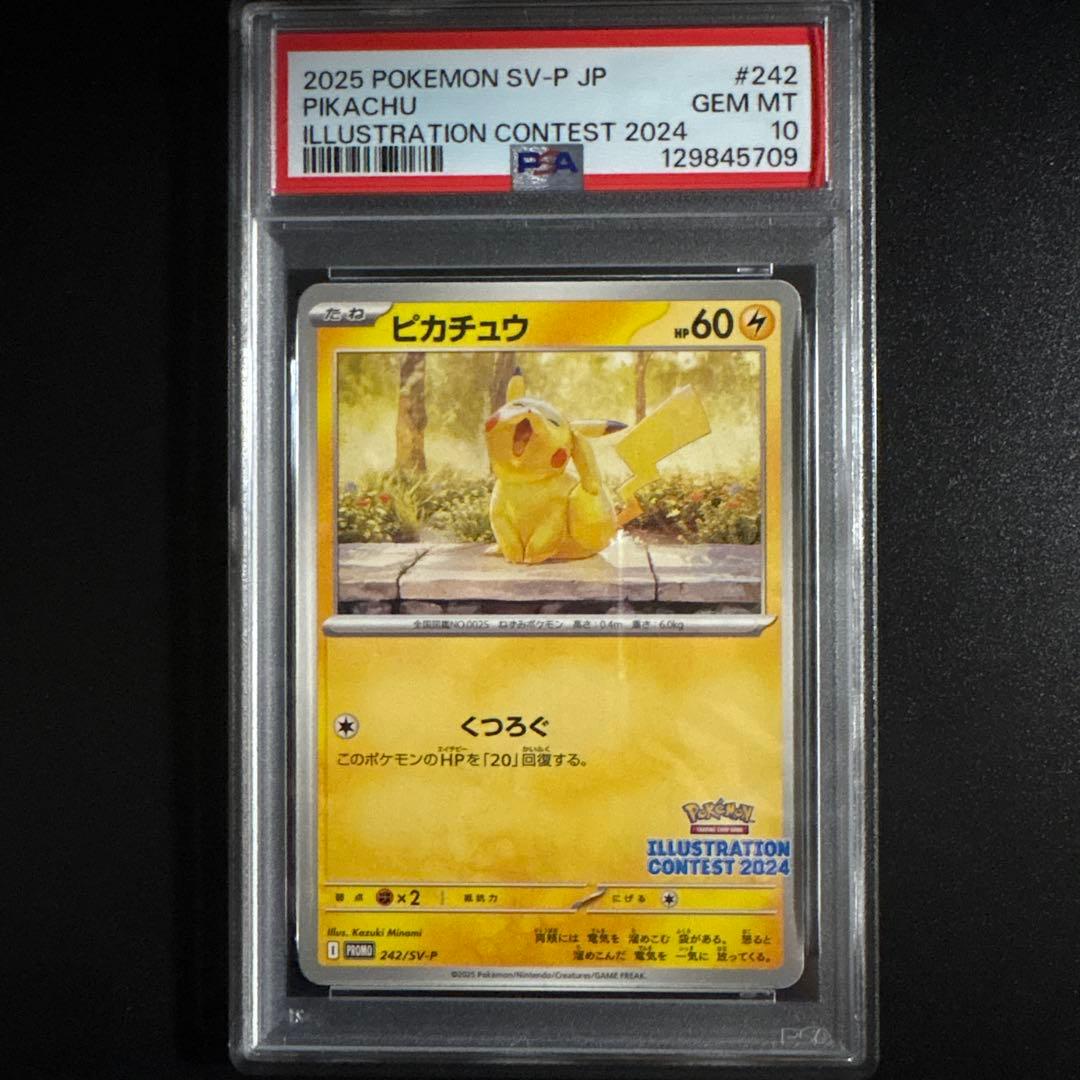 2025 POKEMON SV-P JP #242
PIKACHU GEM MT
ILLUSTRATION CONTEST 2024 10
PSA 129845709
たね ピカチュウ HP60
全国図鑑NO.0025 ねずみポケモン 高さ:0.4m 重さ:6.0kg
くつろぐ
このポケモンのHPを「20」回復する。
POKéMON
TRADING CARD GAME
ILLUSTRATION
CONTEST 2024
弱点 ×2 抵抗力 にげる
Illus. Kazuki Minami
両頬には 電気を 溜めこむ 袋がある。 怒ると
溜めこんだ 電気を 一気に 放ってくる。
I PROMO 242/SV-P
©2025 Pokémon/Nintendo/Creatures/GAME FREAK.